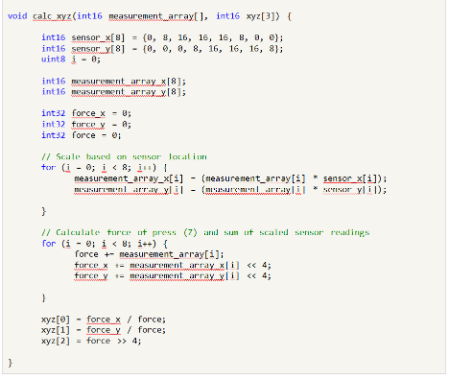 void calc_xyz(int16 measurement_array[], int16 xyz[3]) {
int16 sensor_x[8] = {0, 8, 16, 16, 16, 8, 0, 0};
int16 sensor_y[8] = {0, 0, 0, 8, 16, 16, 16, 8};
uint8 i = 0;
int16 measurement_array_x[8];
int16 measurement_array_y[8];
int32 force_x = 0;
int32 force_y = 0;
int32 force = 0;
// Scale based on sensor location
for (i = 0; i < 8; i++) {
measurement_array_x[i] = (measurement_array[i] * sensor_x[i]);
measurement_array_y[i] = (measurement_array[i] * sensor_y[i]);
}
// Calculate force of press (Z) and sum of scaled sensor readings
for (i = 0; i < 8; i++) {
force += measurement_array[i];
force_x += measurement_array_x[i] << 4;
force_y += measurement_array_y[i] << 4;
}
xyz[0] = force_x / force;
xyz[1] = force_y / force;
xyz[2] = force >> 4;
}